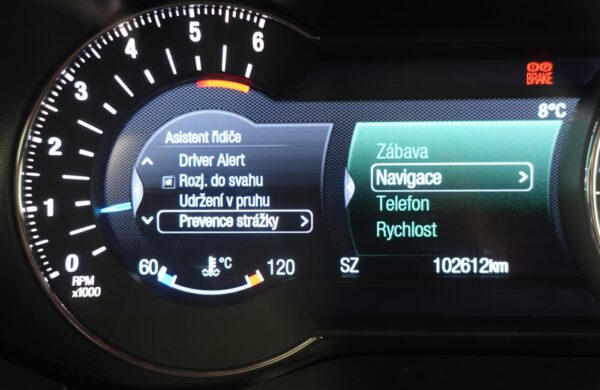 6
5
4
3
2
1
0
RPM
x1000
BRAKE
8°C
Asistent řidiče
Driver Alert
Rozj. do svahu
Udržení v pruhu
Prevence strážky
Zábava
Navigace
Telefon
Rychlost
60 °C 120
SZ 102612km